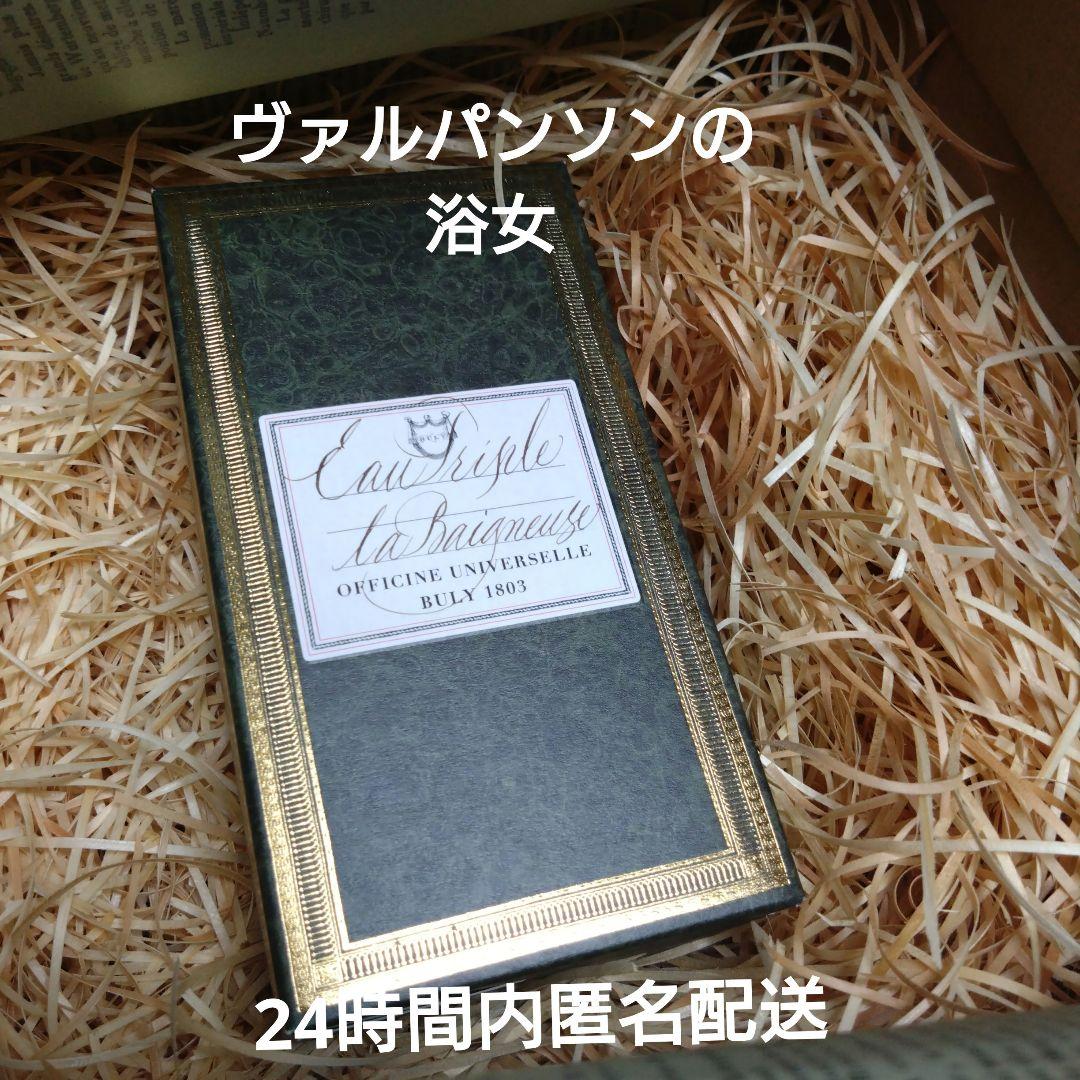 ヴァルパンソンの
浴女
Eau Triple
La Baigneuse
OFFICINE UNIVERSELLE
BULY 1803
24時間内匿名配送